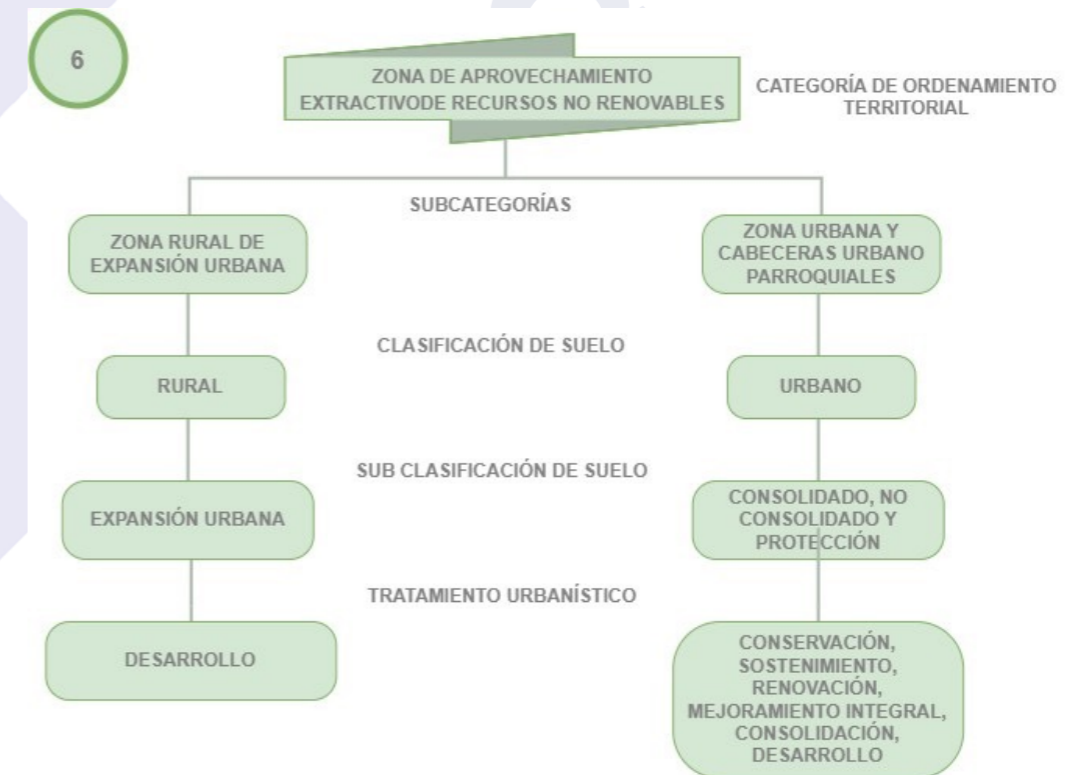 6
ZONA DE APROVECHAMIENTO
EXTRACTIVODE RECURSOS NO RENOVABLES
CATEGORÍA DE ORDENAMIENTO
TERRITORIAL
SUBCATEGORÍAS
ZONA RURAL DE
EXPANSIÓN URBANA
ZONA URBANA Y
CABECERAS URBANO
PARROQUIALES
CLASIFICACIÓN DE SUELO
RURAL
URBANO
SUB CLASIFICACIÓN DE SUELO
EXPANSIÓN URBANA
CONSOLIDADO, NO
CONSOLIDADO Y
PROTECCIÓN
TRATAMIENTO URBANÍSTICO
DESARROLLO
CONSERVACIÓN,
SOSTENIMIENTO,
RENOVACIÓN,
MEJORAMIENTO INTEGRAL,
CONSOLIDACIÓN,
DESARROLLO